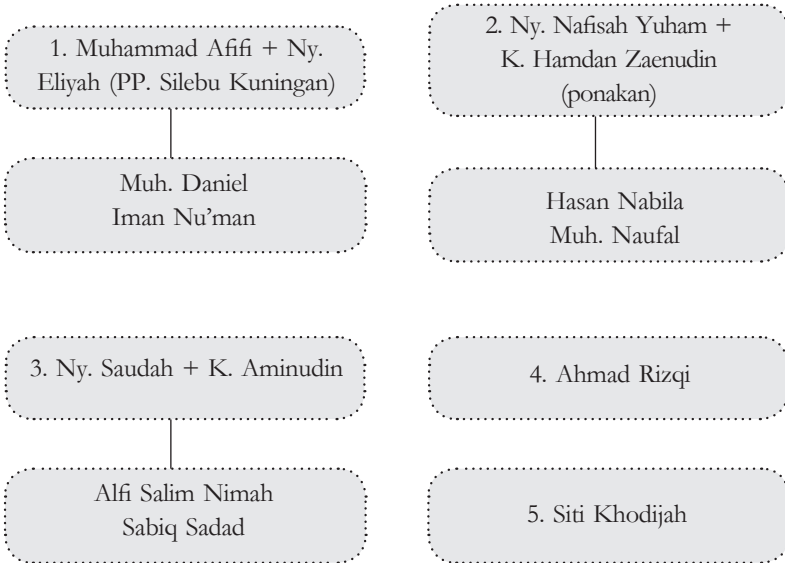 1. Muhammad Afifi + Ny.
Eliyah (PP. Silebu Kuningan)
Muh. Daniel
Iman Nu’man
2. Ny. Nafisah Yuham +
K. Hamdan Zaenudin
(ponakan)
Hasan Nabila
Muh. Naufal
3. Ny. Saudah + K. Aminudin
Alfi Salim Nimah
Sabiq Sadad
4. Ahmad Rizqi
5. Siti Khodijah